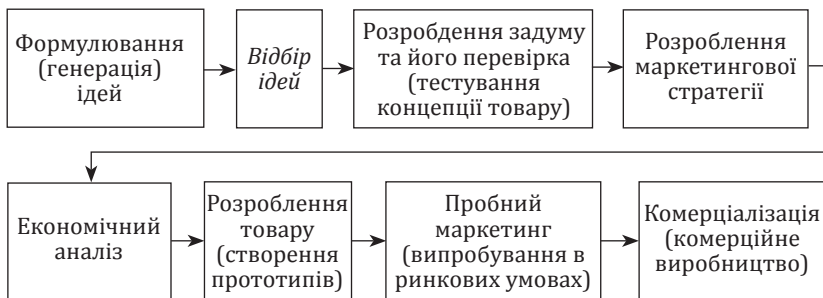 Формулювання
(генерація)
ідей
Відбір
ідей
Розробдення задуму
та його перевірка
(тестування
концепції товару)
Розроблення
маркетингової
стратегії
Економічний
аналіз
Розроблення
товару
(створення
прототипів)
Пробний
маркетинг
(випробування в
ринкових умовах)
Комерціалізація
(комерційне
виробництво)